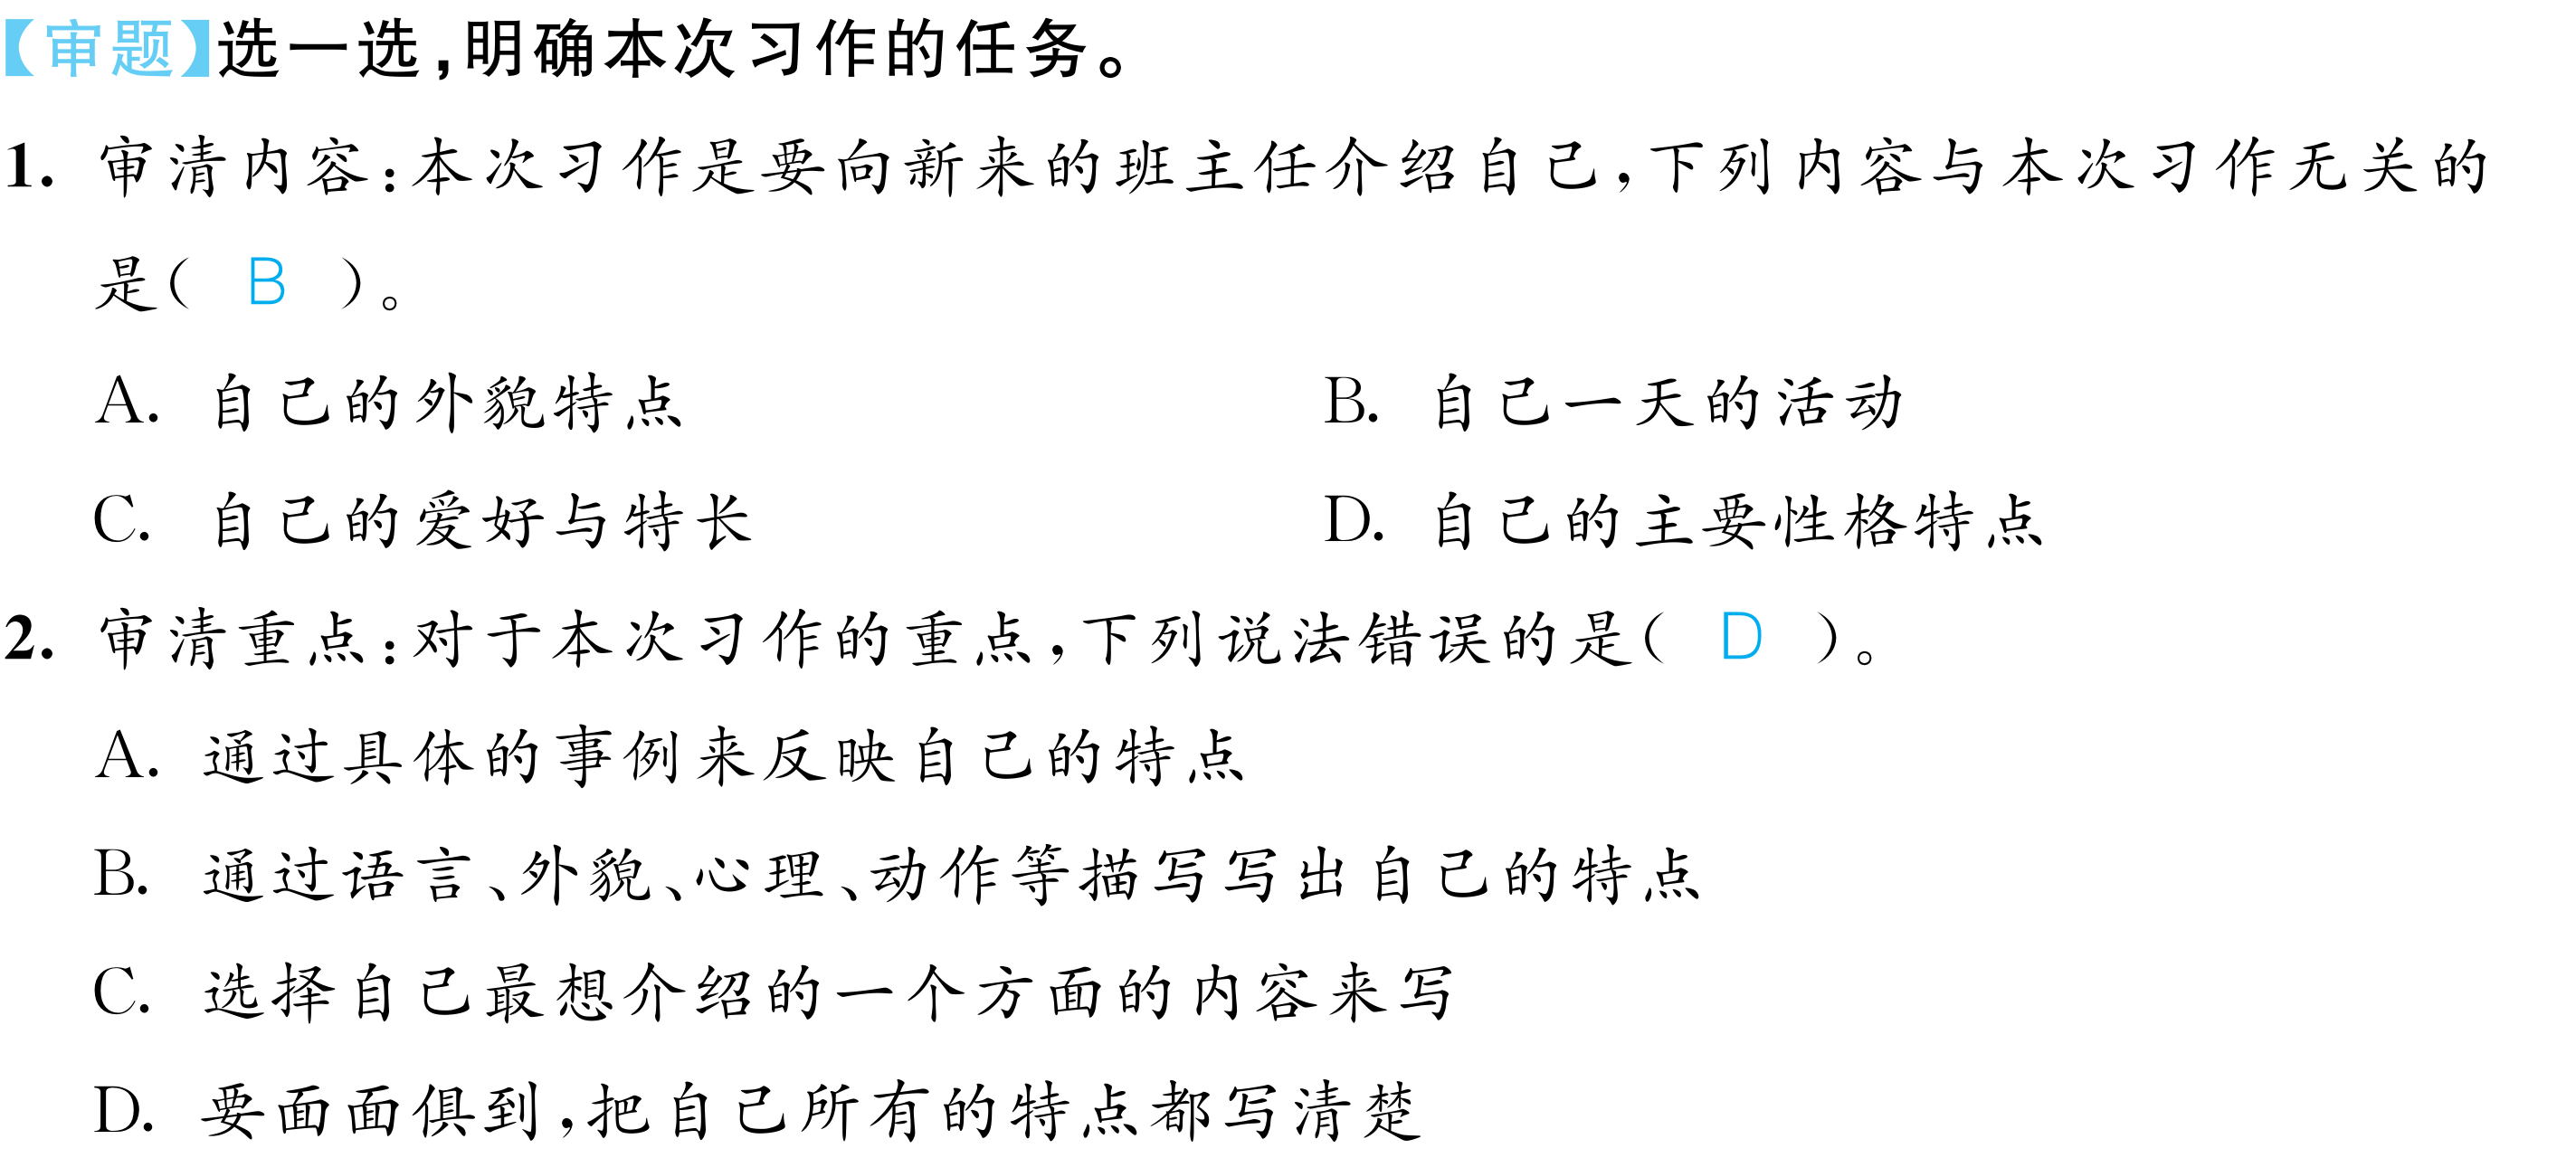 【审题】选一选,明确本次习作的任务。
1. 审清内容:本次习作是要向新来的班主任介绍自己,下列内容与本次习作无关的
是( B )。
A. 自己的外貌特点 B. 自己一天的活动
C. 自己的爱好与特长 D. 自己的主要性格特点
2. 审清重点:对于本次习作的重点,下列说法错误的是( D )。
A. 通过具体的事例来反映自己的特点
B. 通过语言、外貌、心理、动作等描写写出自己的特点
C. 选择自己最想介绍的一个方面的内容来写
D. 要面面俱到,把自己所有的特点都写清楚